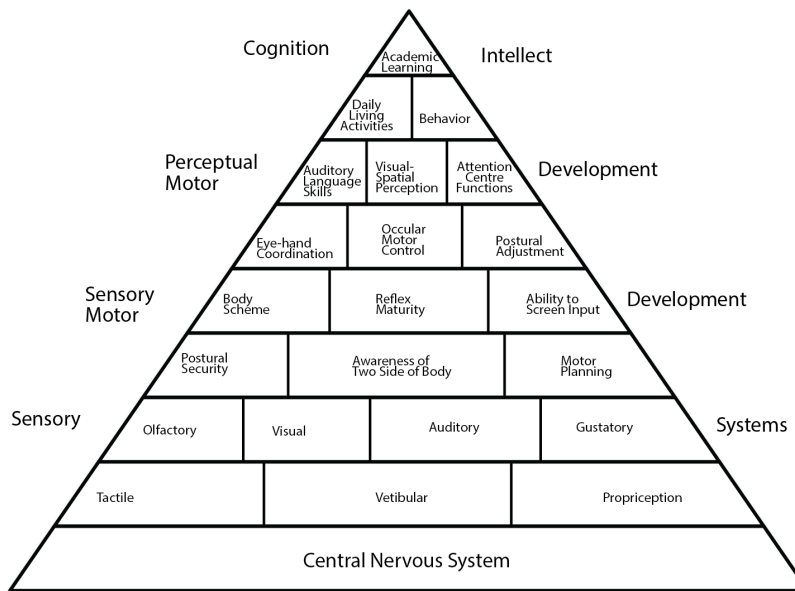 Cognition
Intellect
Academic
Learning
Daily
Living
Activities
Behavior
Perceptual
Motor
Development
Auditory
Language
Skills
Visual-
Spatial
Perception
Attention
Centre
Functions
Eye-hand
Coordination
Occular
Motor
Control
Postural
Adjustment
Sensory
Motor
Development
Body
Scheme
Reflex
Maturity
Ability to
Screen Input
Postural
Security
Awareness of
Two Side of Body
Motor
Planning
Sensory
Systems
Olfactory
Visual
Auditory
Gustatory
Tactile
Vetibular
Propriception
Central Nervous System